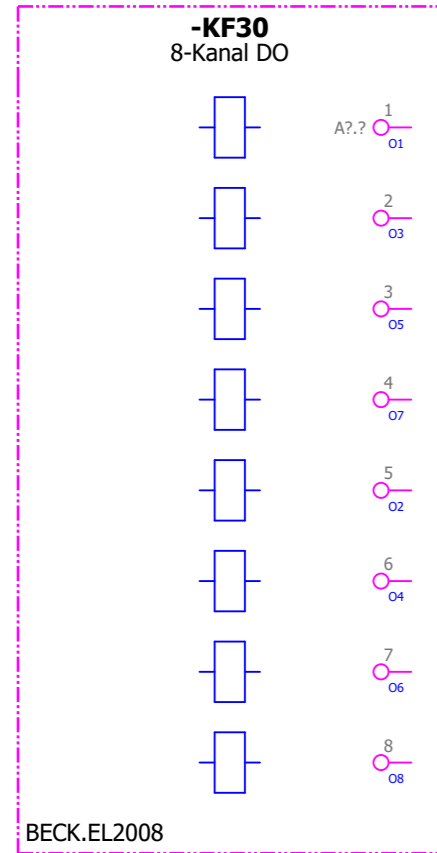 -KF30
8-Kanal DO
1
A?.?
O1
2
O3
3
O5
4
O7
5
O2
6
O4
7
O6
8
O8
BECK.EL2008